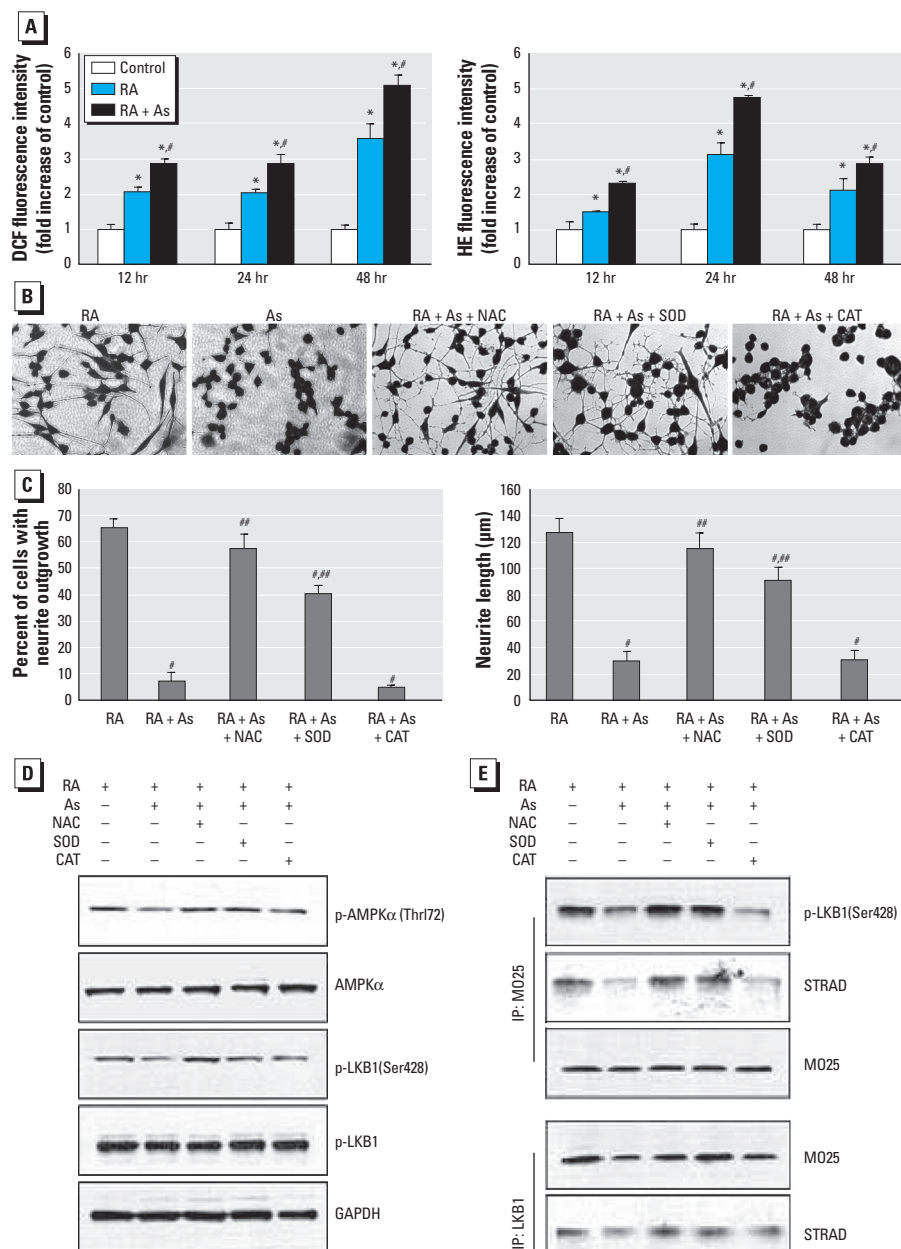 A
DCF fluorescence intensity
(fold increase of control)
6
5
4
3
2
1
0
Control
RA
RA + As
*
*,#
*
*,#
*
*,#
12 hr
24 hr
48 hr
HE fluorescence intensity
(fold increase of control)
6
5
4
3
2
1
0
*
*,#
*
*,#
*
*,#
12 hr
24 hr
48 hr
B
RA
As
RA + As + NAC
RA + As + SOD
RA + As + CAT
C
Percent of cells with
neurite outgrowth
80
70
60
50
40
30
20
10
0
#
##
#,##
#
RA
RA + As
RA + As
+ NAC
RA + As
+ SOD
RA + As
+ CAT
Neurite length (µm)
160
140
120
100
80
60
40
20
0
#
##
#,##
#
RA
RA + As
RA + As
+ NAC
RA + As
+ SOD
RA + As
+ CAT
D
RA + + + + +
As – + + + +
NAC – – + – –
SOD – – – + –
CAT – – – – +
p-AMPKα (Thrl72)
AMPKα
p-LKB1(Ser428)
p-LKB1
GAPDH
E
RA + + + + +
As – + + + +
NAC – – + – –
SOD – – – + –
CAT – – – – +
IP: MO25
p-LKB1(Ser428)
STRAD
MO25
IP: LKB1
MO25
STRAD